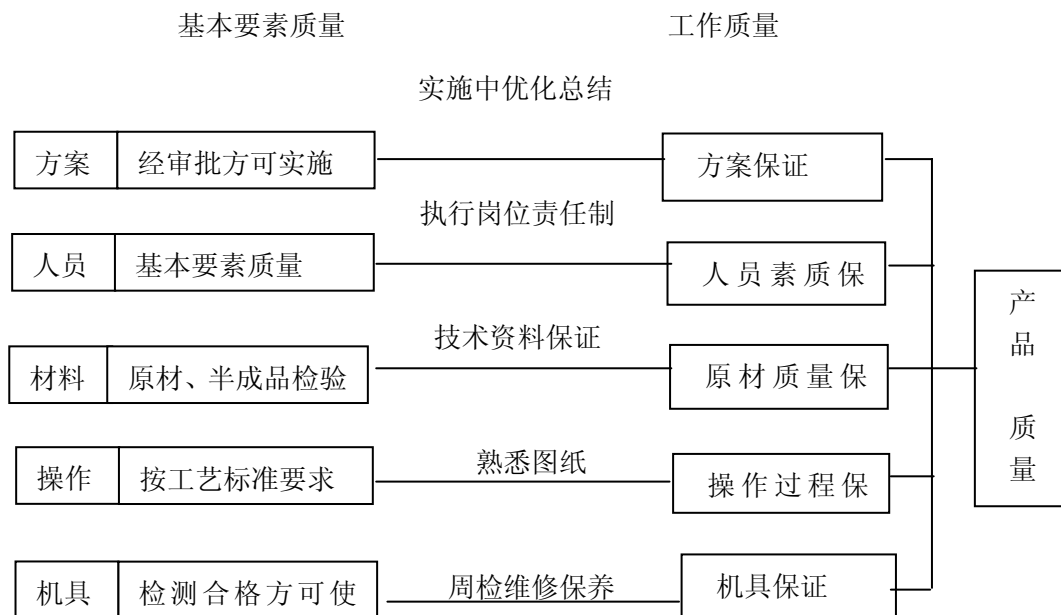 基本要素质量 工作质量
实施中优化总结
方案 经审批方可实施 方案保证
执行岗位责任制
人员 基本要素质量 人员素质保
技术资料保证
材料 原材、半成品检验 原材质量保
熟悉图纸
操作 按工艺标准要求 操作过程保
周检维修保养
机具 检测合格方可使 机具保证
产
品
质
量